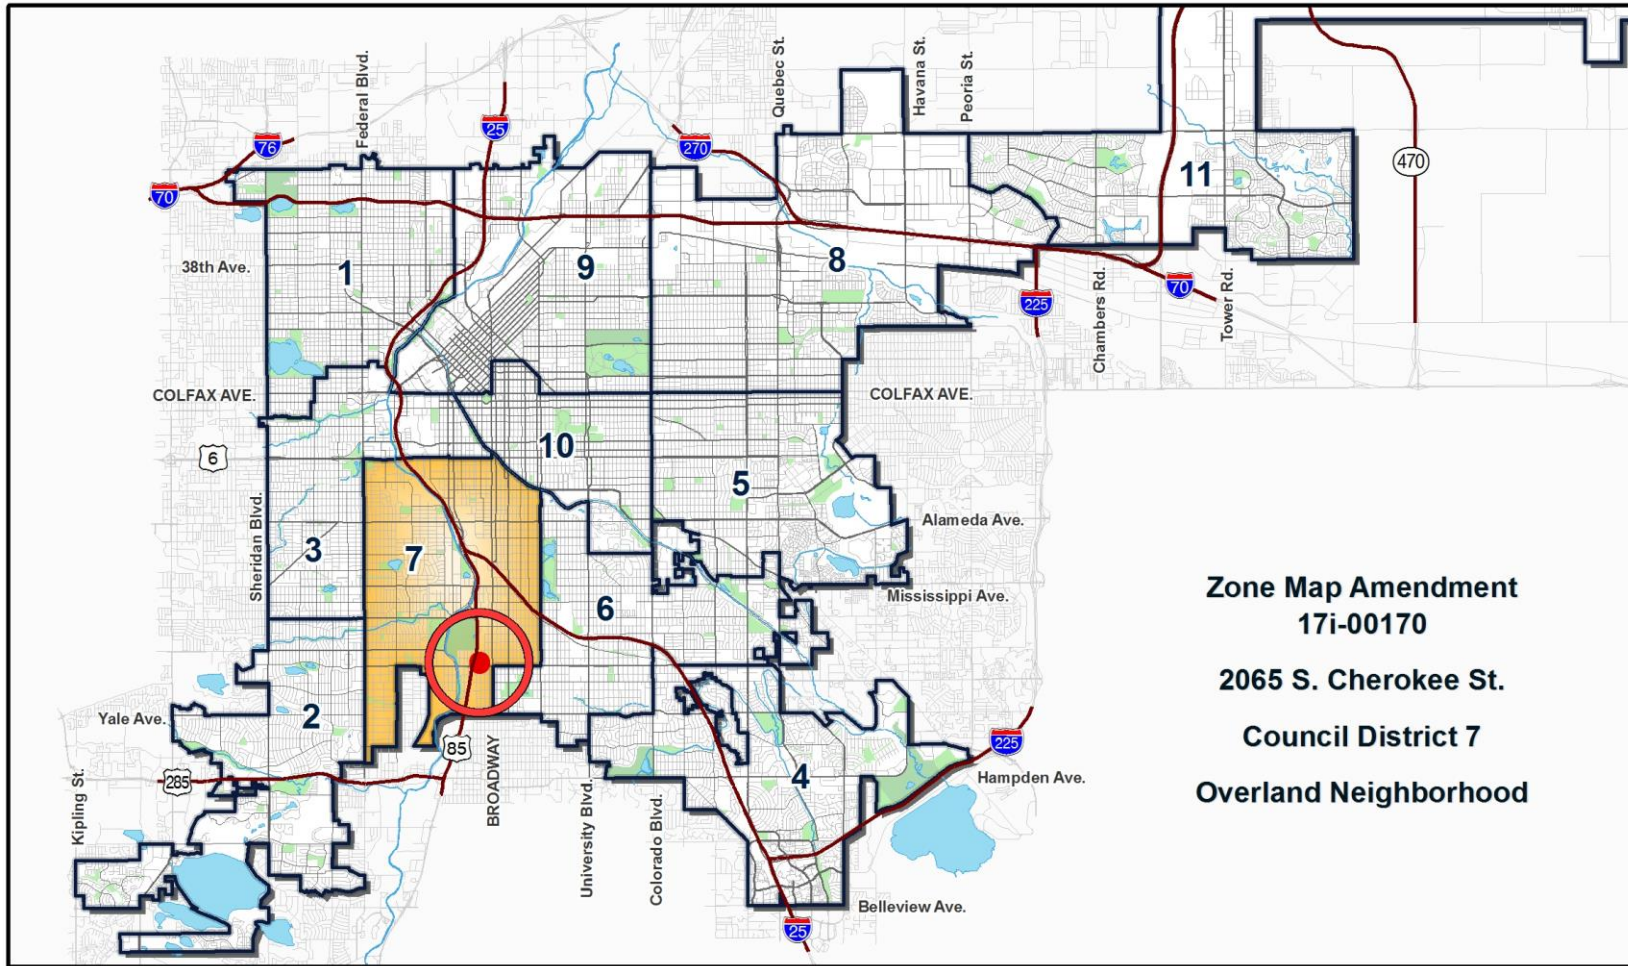 Federal Blvd.
Quebec St.
Havana St.
Peoria St.
76
25
270
470
70
11
38th Ave.
1
9
8
70
225
Chambers Rd.
Tower Rd.
COLFAX AVE.
COLFAX AVE.
6
10
5
Sheridan Blvd.
3
7
Alameda Ave.
Mississippi Ave.
6
Zone Map Amendment
17i-00170
2065 S. Cherokee St.
Council District 7
Overland Neighborhood
Yale Ave.
2
85
BROADWAY
225
285
Kipling St.
University Blvd.
Colorado Blvd.
4
Hampden Ave.
Belleview Ave.
25